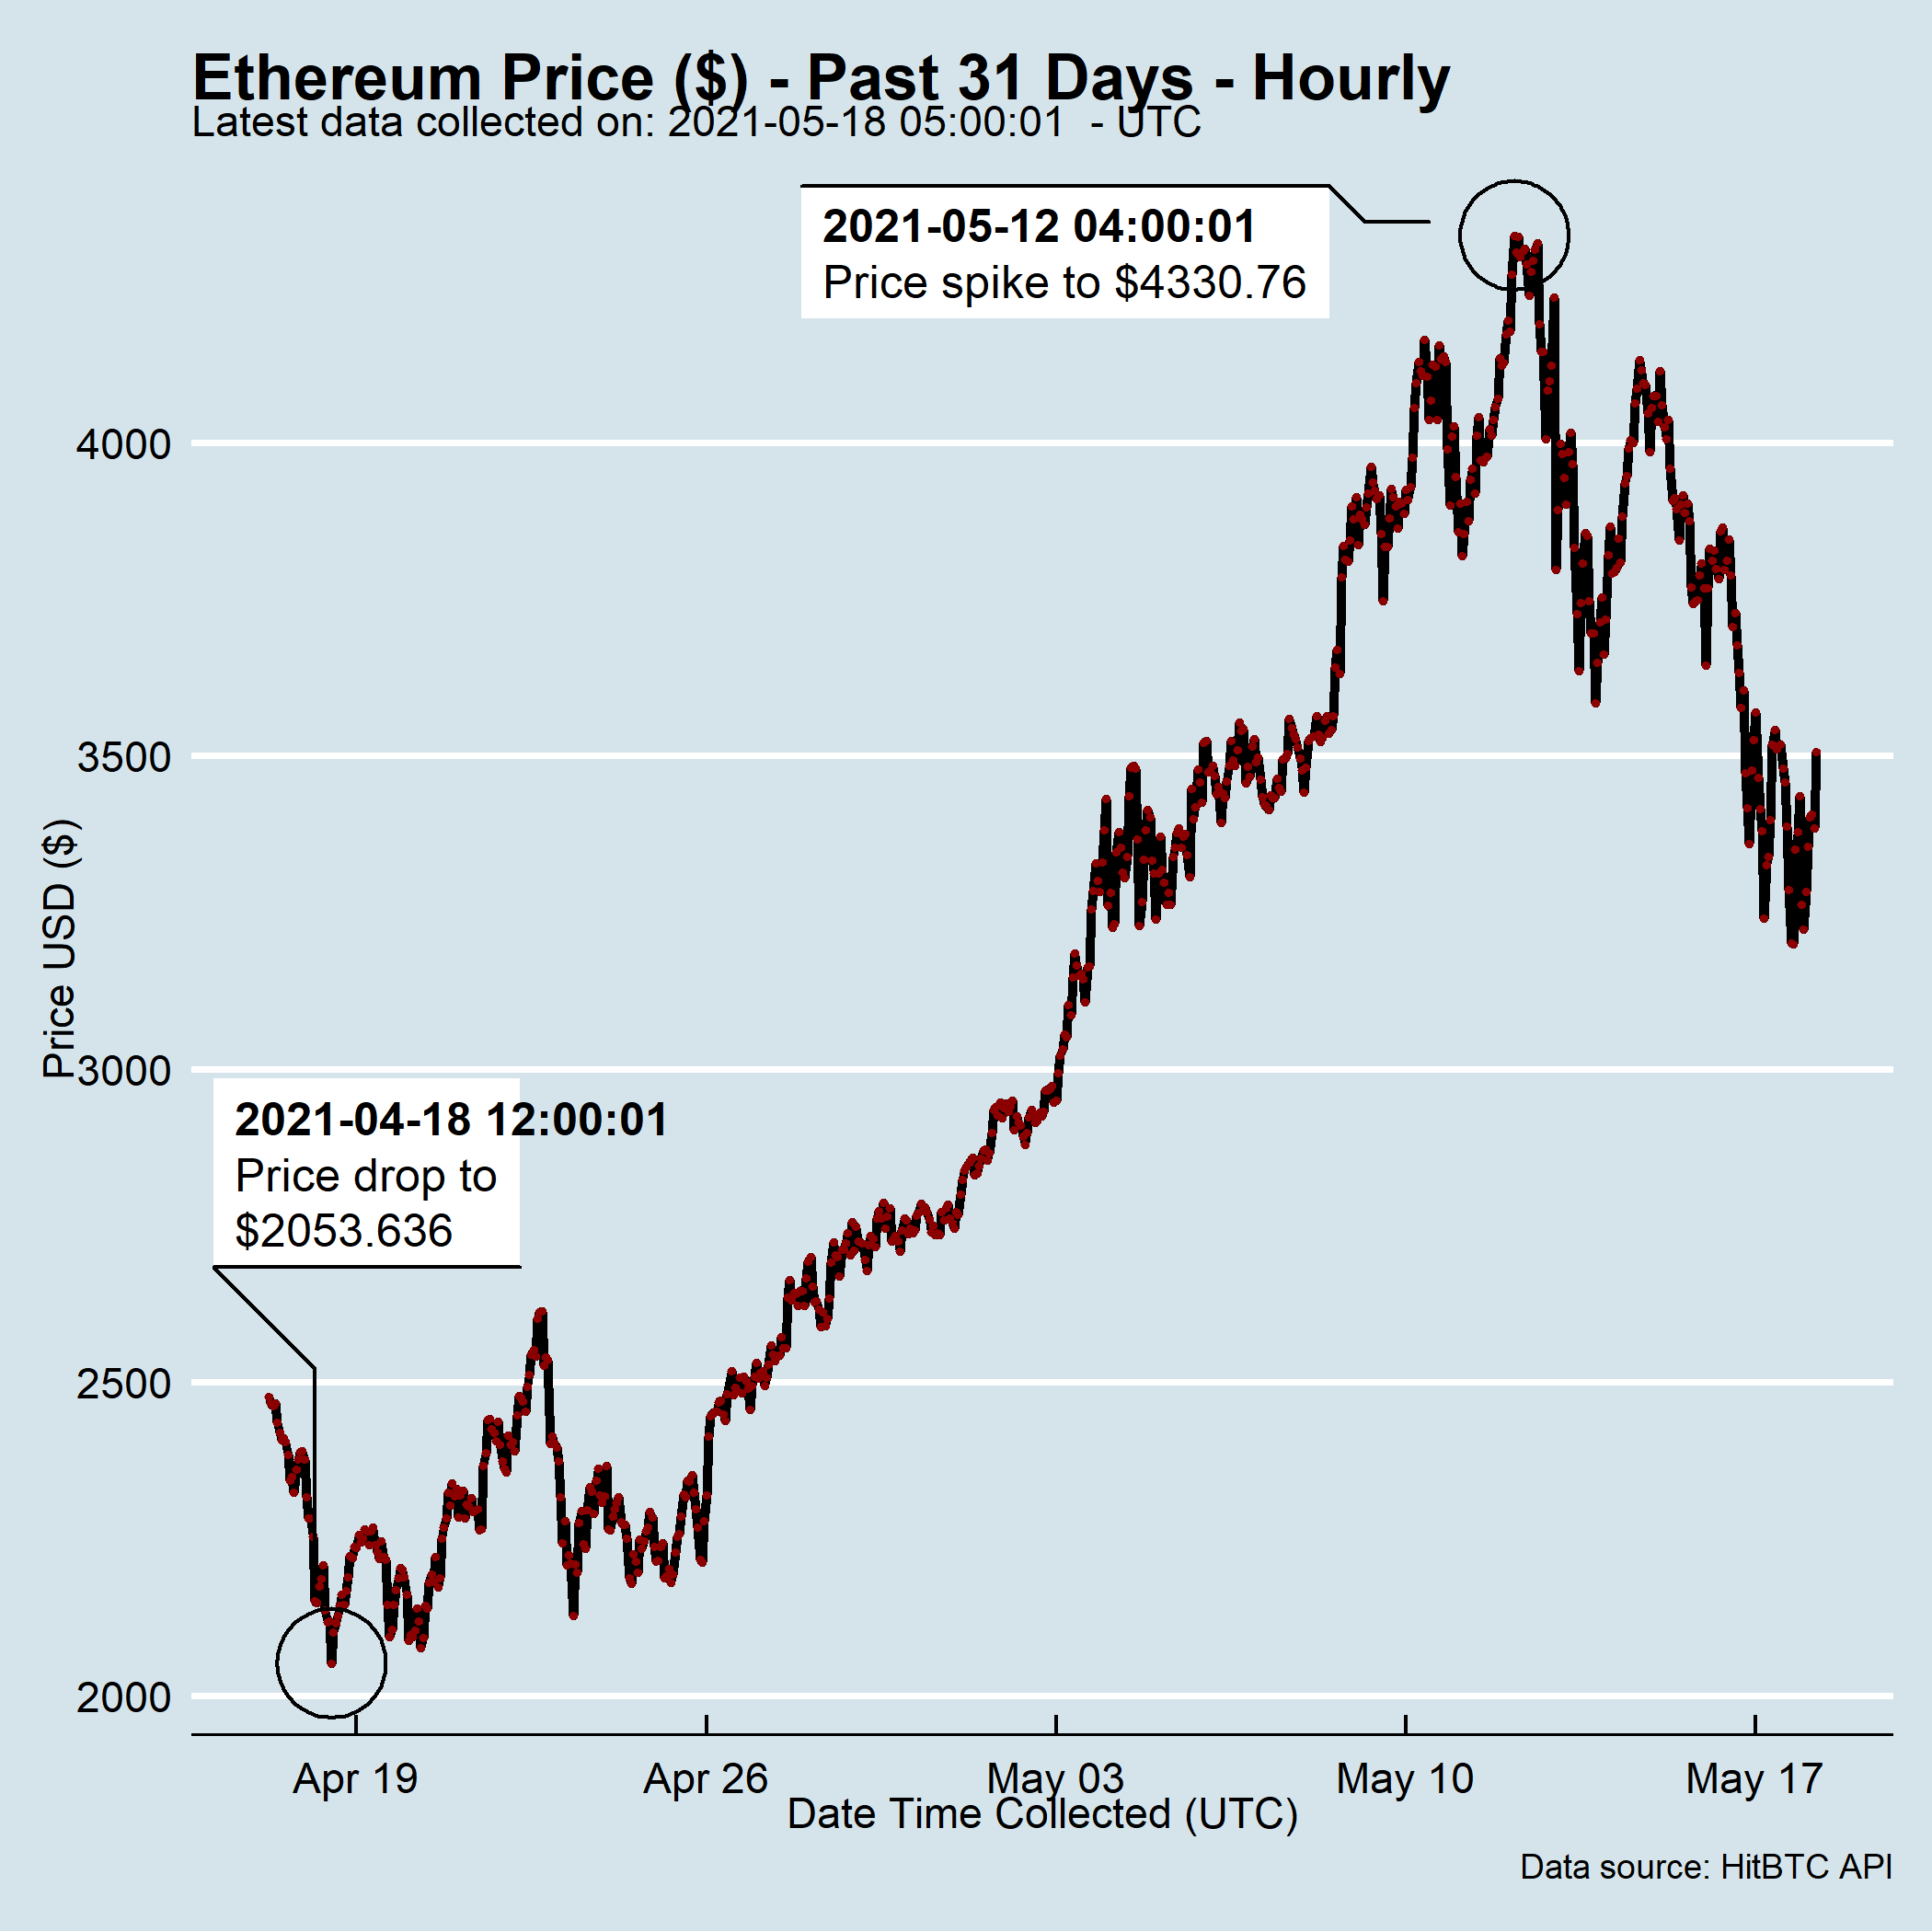 Ethereum Price ($) - Past 31 Days - Hourly
Latest data collected on: 2021-05-18 05:00:01  - UTC
2021-05-12 04:00:01
Price spike to $4330.76
4000
3500
3000
2500
2000
Price USD ($)
2021-04-18 12:00:01
Price drop to
$2053.636
Apr 19
Apr 26
May 03
May 10
May 17
Date Time Collected (UTC)
Data source: HitBTC API